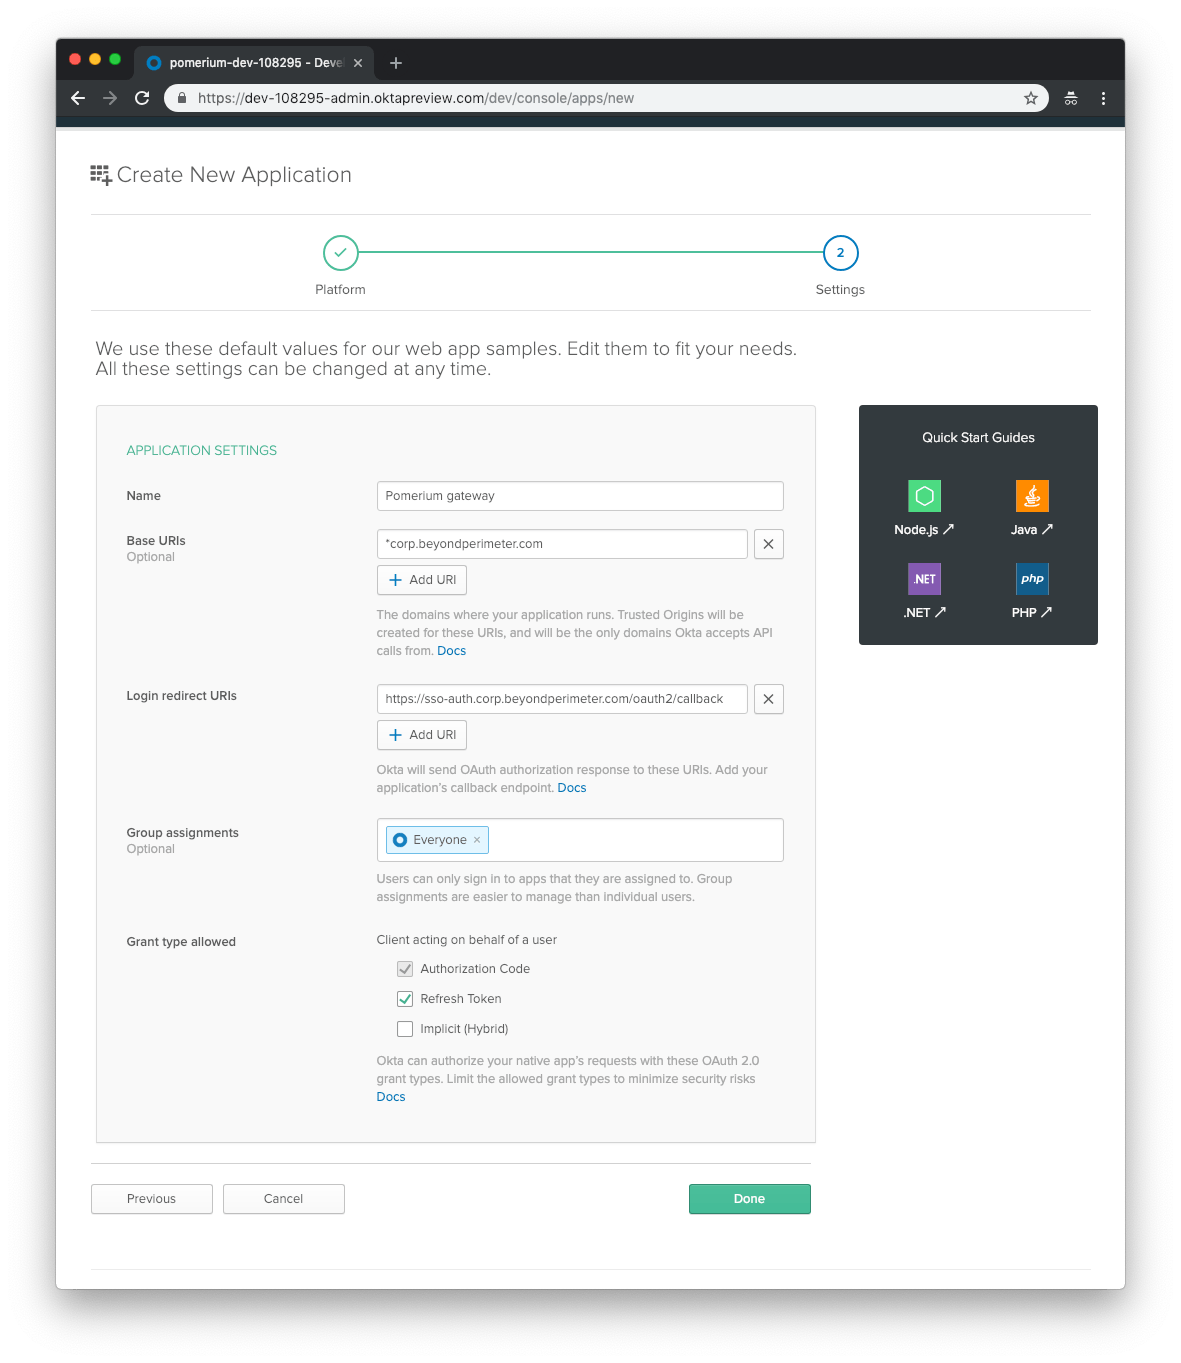 pomerium-dev-108295 - Deve
https://dev-108295-admin.oktapreview.com/dev/console/apps/new
Create New Application
2
Platform
Settings
We use these default values for our web app samples. Edit them to fit your needs.
All these settings can be changed at any time.
APPLICATION SETTINGS
Name
Pomerium gateway
Base URIs
Optional
*corp.beyondperimeter.com
Add URI
The domains where your application runs. Trusted Origins will be
created for these URIs, and will be the only domains Okta accepts API
calls from. Docs
Login redirect URIs
https://sso-auth.corp.beyondperimeter.com/oauth2/callback
Add URI
Okta will send OAuth authorization response to these URIs. Add your
application's callback endpoint. Docs
Group assignments
Optional
Everyone
Users can only sign in to apps that they are assigned to. Group
assignments are easier to manage than individual users.
Grant type allowed
Client acting on behalf of a user
Authorization Code
Refresh Token
Implicit (Hybrid)
Okta can authorize your native app's requests with these OAuth 2.0
grant types. Limit the allowed grant types to minimize security risks
Docs
Previous
Cancel
Done
Quick Start Guides
Node.js
Java
.NET
php
.NET
PHP